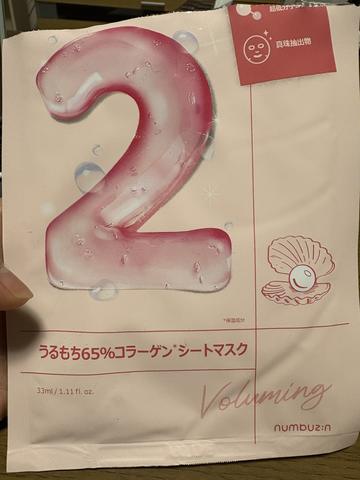 真珠抽出物
2
*保湿成分
うるもち65%コラーゲン*シートマスク
33ml / 1.11 fl. oz.
Voluming
numbuz:n